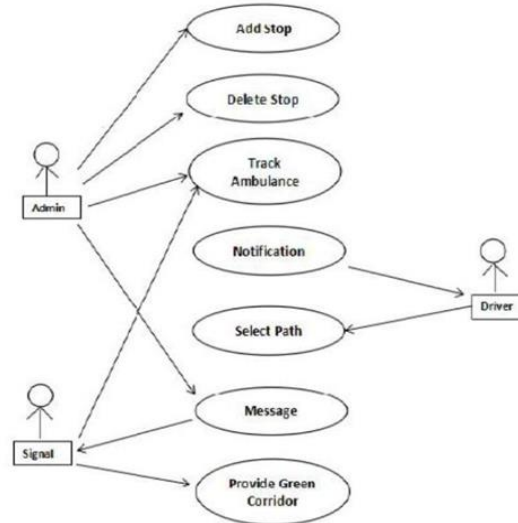 Add Stop
Delete Stop
Track
Ambulance
Admin
Notification
Driver
Select Path
Message
Signal
Provide Green
Corridor